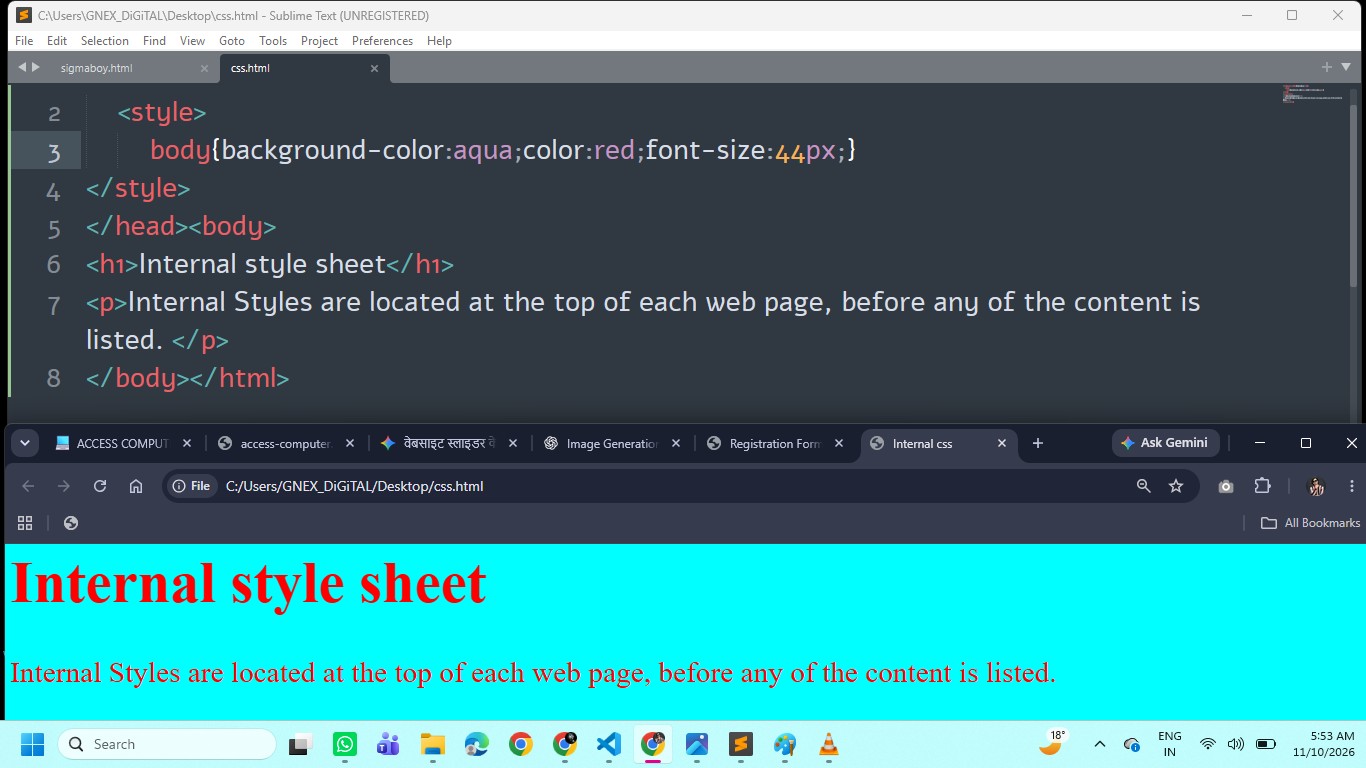 C:\Users\GNEX_DiGiTAL\Desktop\css.html - Sublime Text (UNREGISTERED)
File Edit Selection Find View Goto Tools Project Preferences Help
sigmaboy.html css.html
2 <style>
3 body{background-color:aqua;color:red;font-size:44px;}
4 </style>
5 </head><body>
6 <h1>Internal style sheet</h1>
7 <p>Internal Styles are located at the top of each web page, before any of the content is
listed. </p>
8 </body></html>
ACCESS COMPUT access-computer. वेबसाइट स्लाइडर Image Generation Registration Form Internal css Ask Gemini
File C:/Users/GNEX_DiGiTAL/Desktop/css.html
All Bookmarks
Internal style sheet
Internal Styles are located at the top of each web page, before any of the content is listed.
Search 18° ENG 5:53 AM
IN 11/10/2026